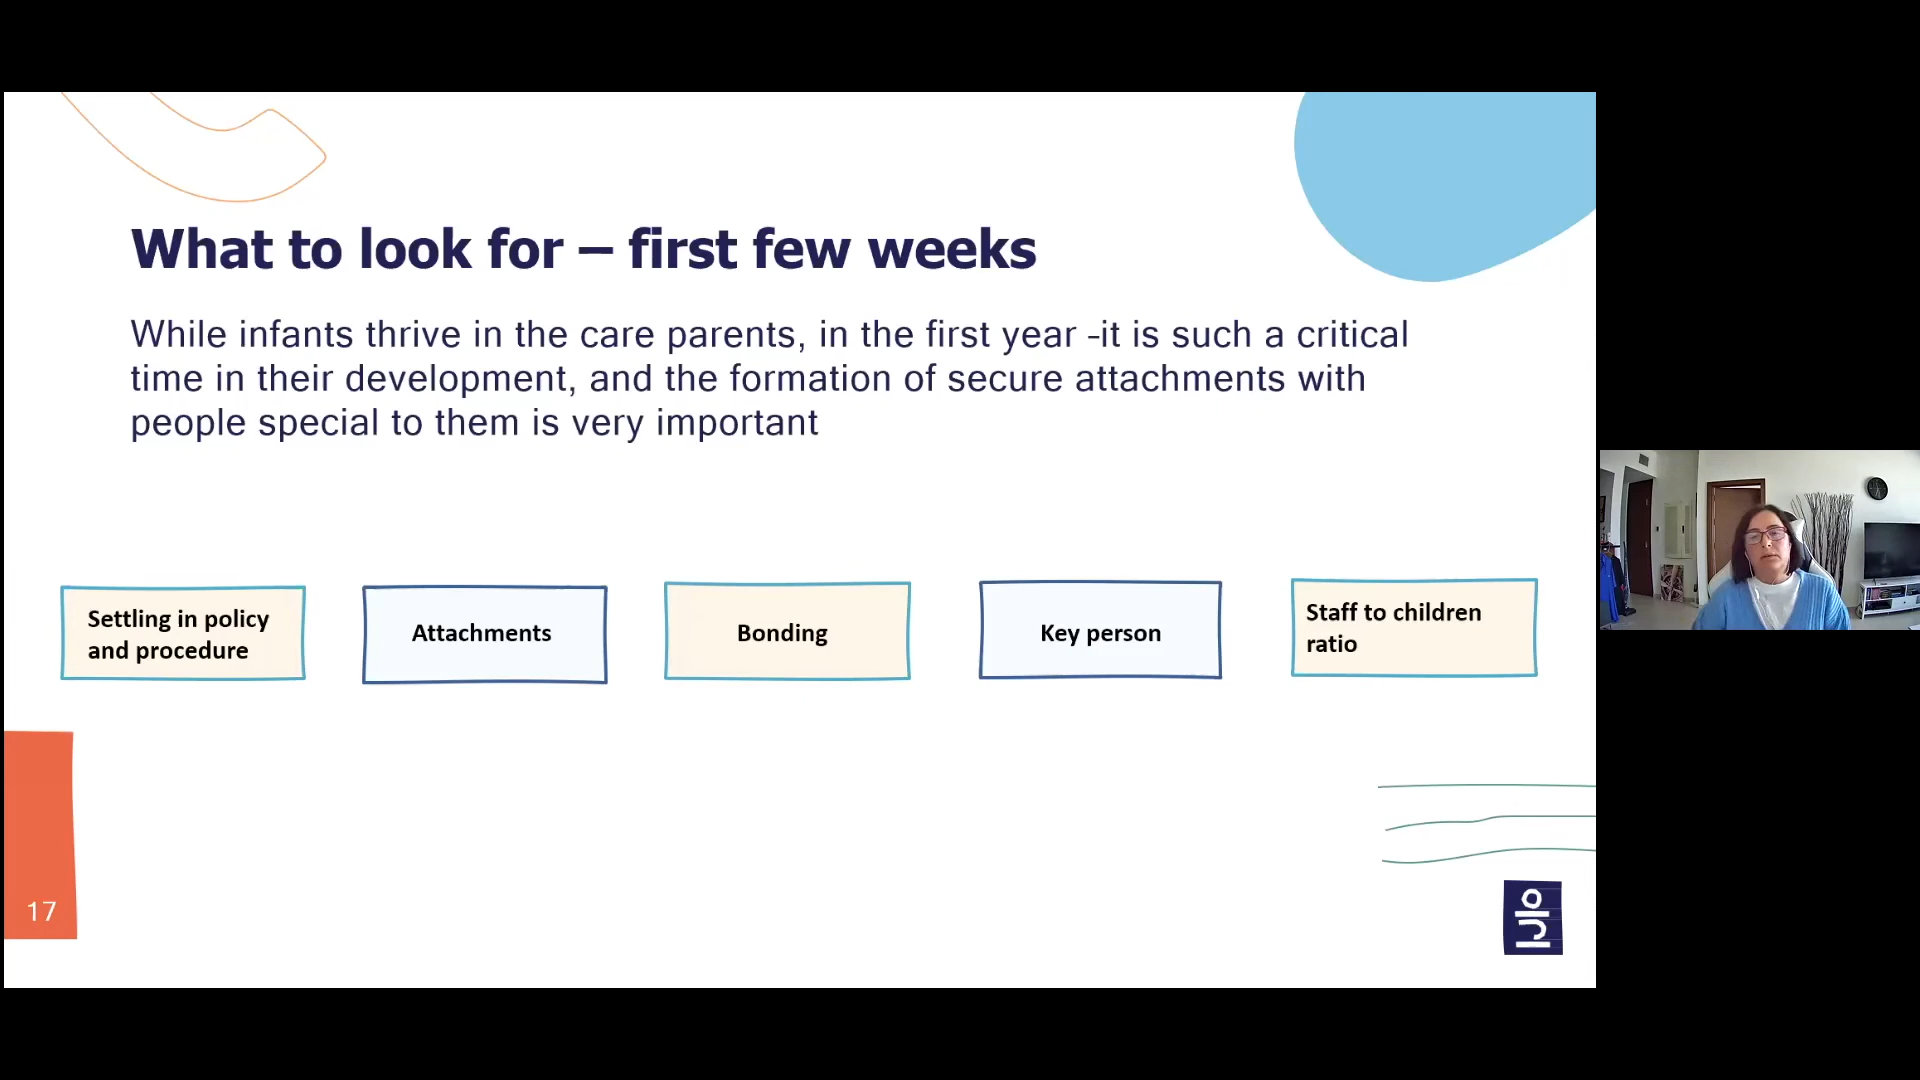 What to look for – first few weeks
While infants thrive in the care parents, in the first year –it is such a critical
time in their development, and the formation of secure attachments with
people special to them is very important
Settling in policy
and procedure
Attachments
Bonding
Key person
Staff to children
ratio
17